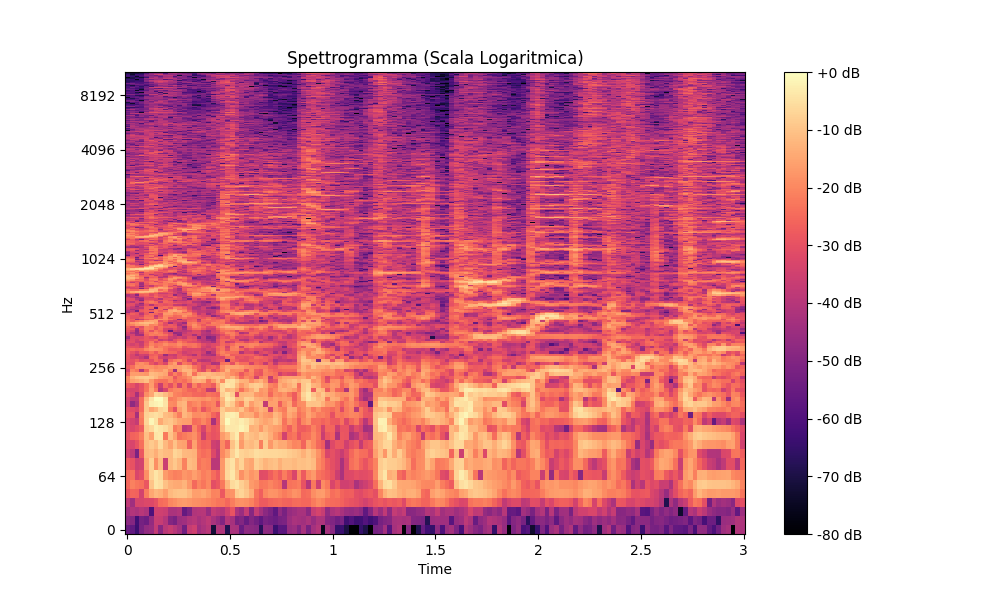 Spettrogramma (Scala Logaritmica)
Hz
8192
4096
2048
1024
512
256
128
64
0
0 0.5 1 1.5 2 2.5 3
Time
+0 dB
-10 dB
-20 dB
-30 dB
-40 dB
-50 dB
-60 dB
-70 dB
-80 dB